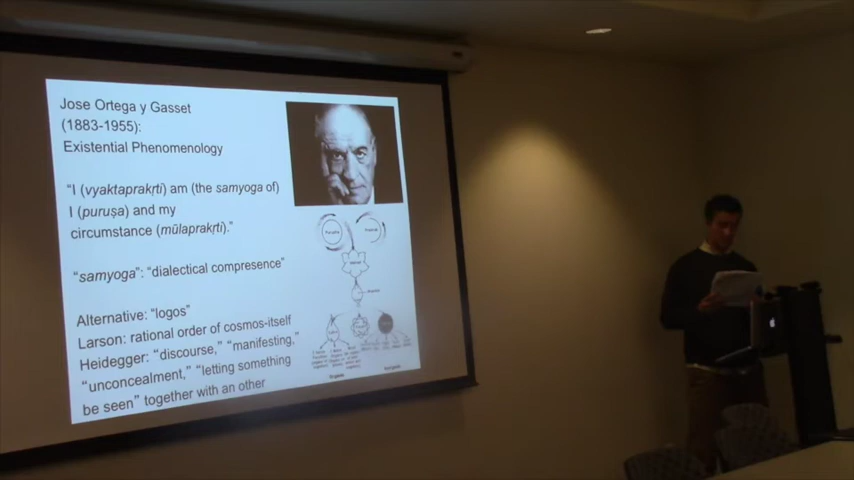 Jose Ortega y Gasset
(1883-1955):
Existential Phenomenology
"I (vyaktaprakṛti) am (the samyoga of)
I (puruṣa) and my
circumstance (mūlaprakṛti)."
"samyoga": "dialectical compresence"
Alternative: "logos"
Larson: rational order of cosmos-itself
Heidegger: "discourse," "manifesting,"
"unconcealment," "letting something
be seen" together with an other